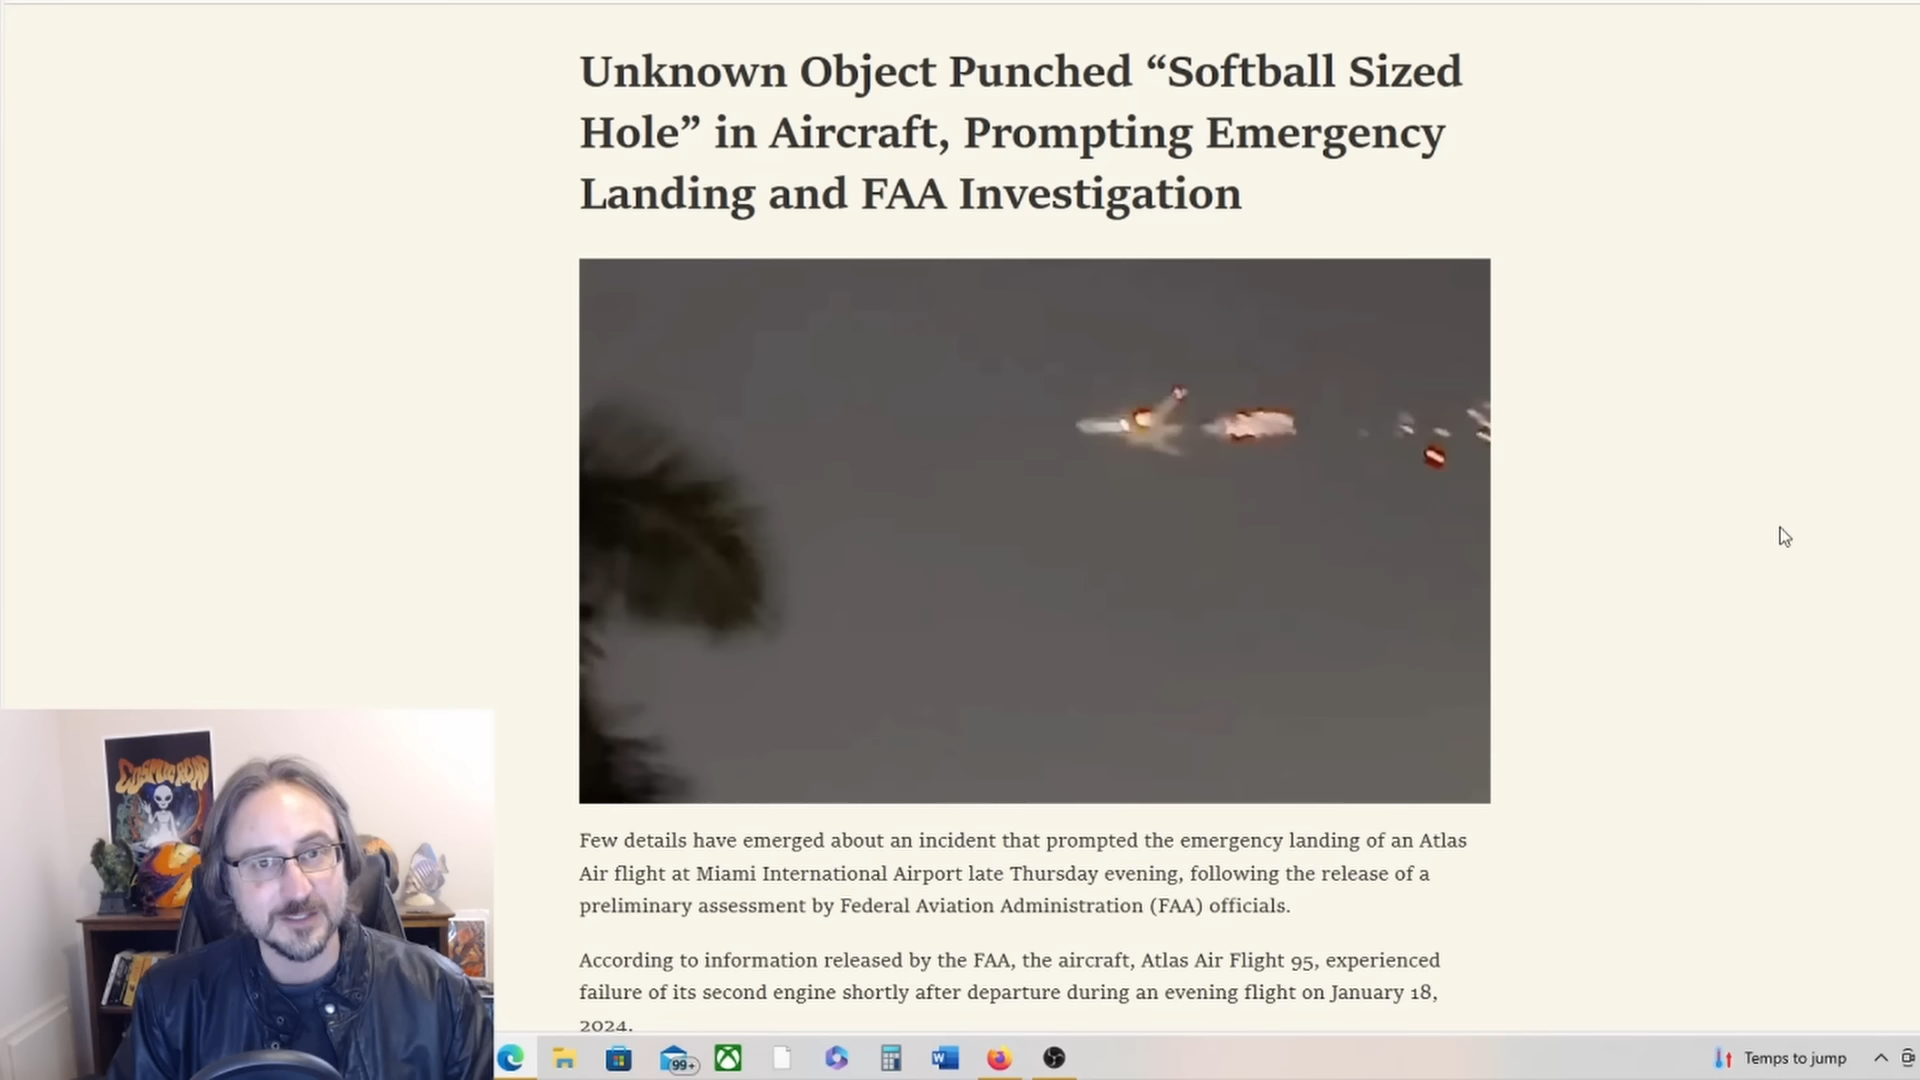 Unknown Object Punched “Softball Sized
Hole” in Aircraft, Prompting Emergency
Landing and FAA Investigation
Few details have emerged about an incident that prompted the emergency landing of an Atlas
Air flight at Miami International Airport late Thursday evening, following the release of a
preliminary assessment by Federal Aviation Administration (FAA) officials.
According to information released by the FAA, the aircraft, Atlas Air Flight 95, experienced
failure of its second engine shortly after departure during an evening flight on January 18,
2024.
99+
W
Temps to jump